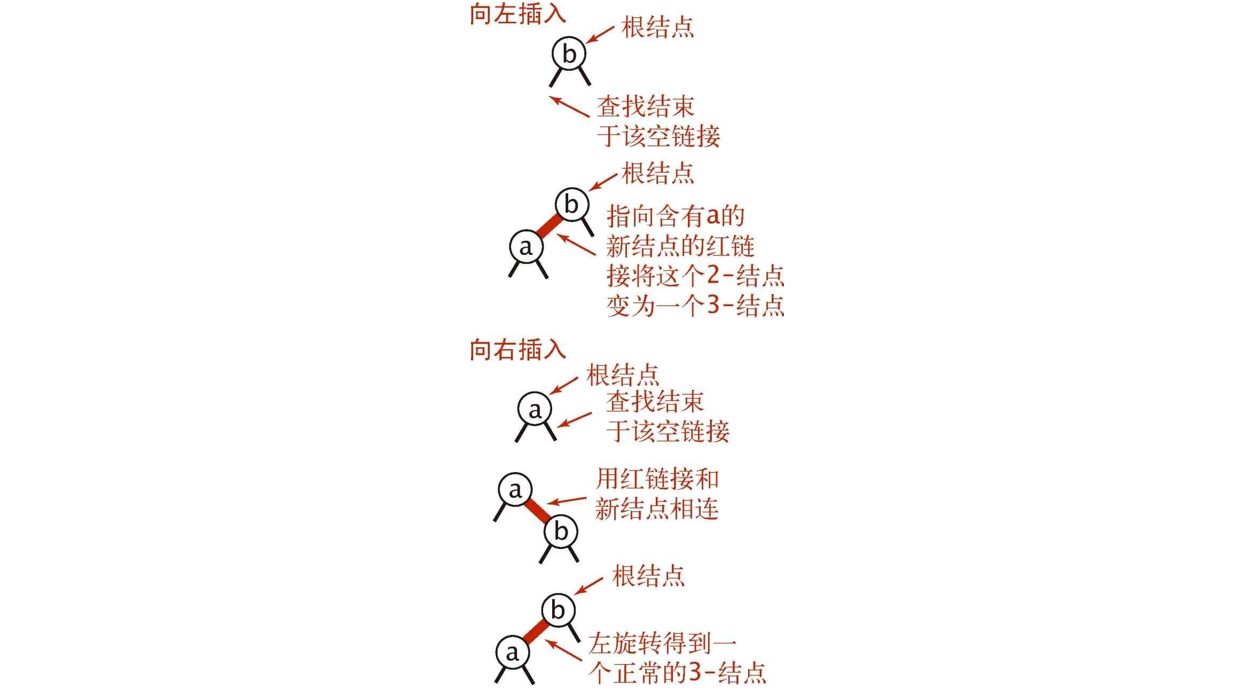 向左插入
根结点
b
查找结束
于该空链接
根结点
b
指向含有a的
a
新结点的红链
接将这个2-结点
变为一个3-结点
向右插入
根结点
a
查找结束
于该空链接
a
用红链接和
新结点相连
b
根结点
b
a
左旋转得到一
个正常的3-结点